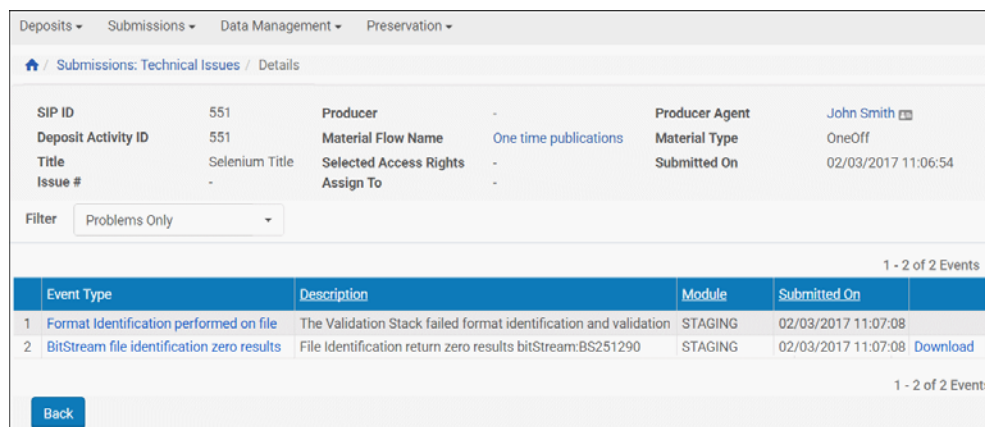 Deposits Submissions Data Management Preservation
/ Submissions: Technical Issues / Details
SIP ID 551 Producer - Producer Agent John Smith
Deposit Activity ID 551 Material Flow Name One time publications Material Type OneOff
Title Selenium Title Selected Access Rights - Submitted On 02/03/2017 11:06:54
Issue # - Assign To -
Filter Problems Only
1 - 2 of 2 Events
Event Type Description Module Submitted On
1 Format Identification performed on file The Validation Stack failed format identification and validation STAGING 02/03/2017 11:07:08
2 BitStream file identification zero results File Identification return zero results bitStream:BS251290 STAGING 02/03/2017 11:07:08 Download
1 - 2 of 2 Events
Back